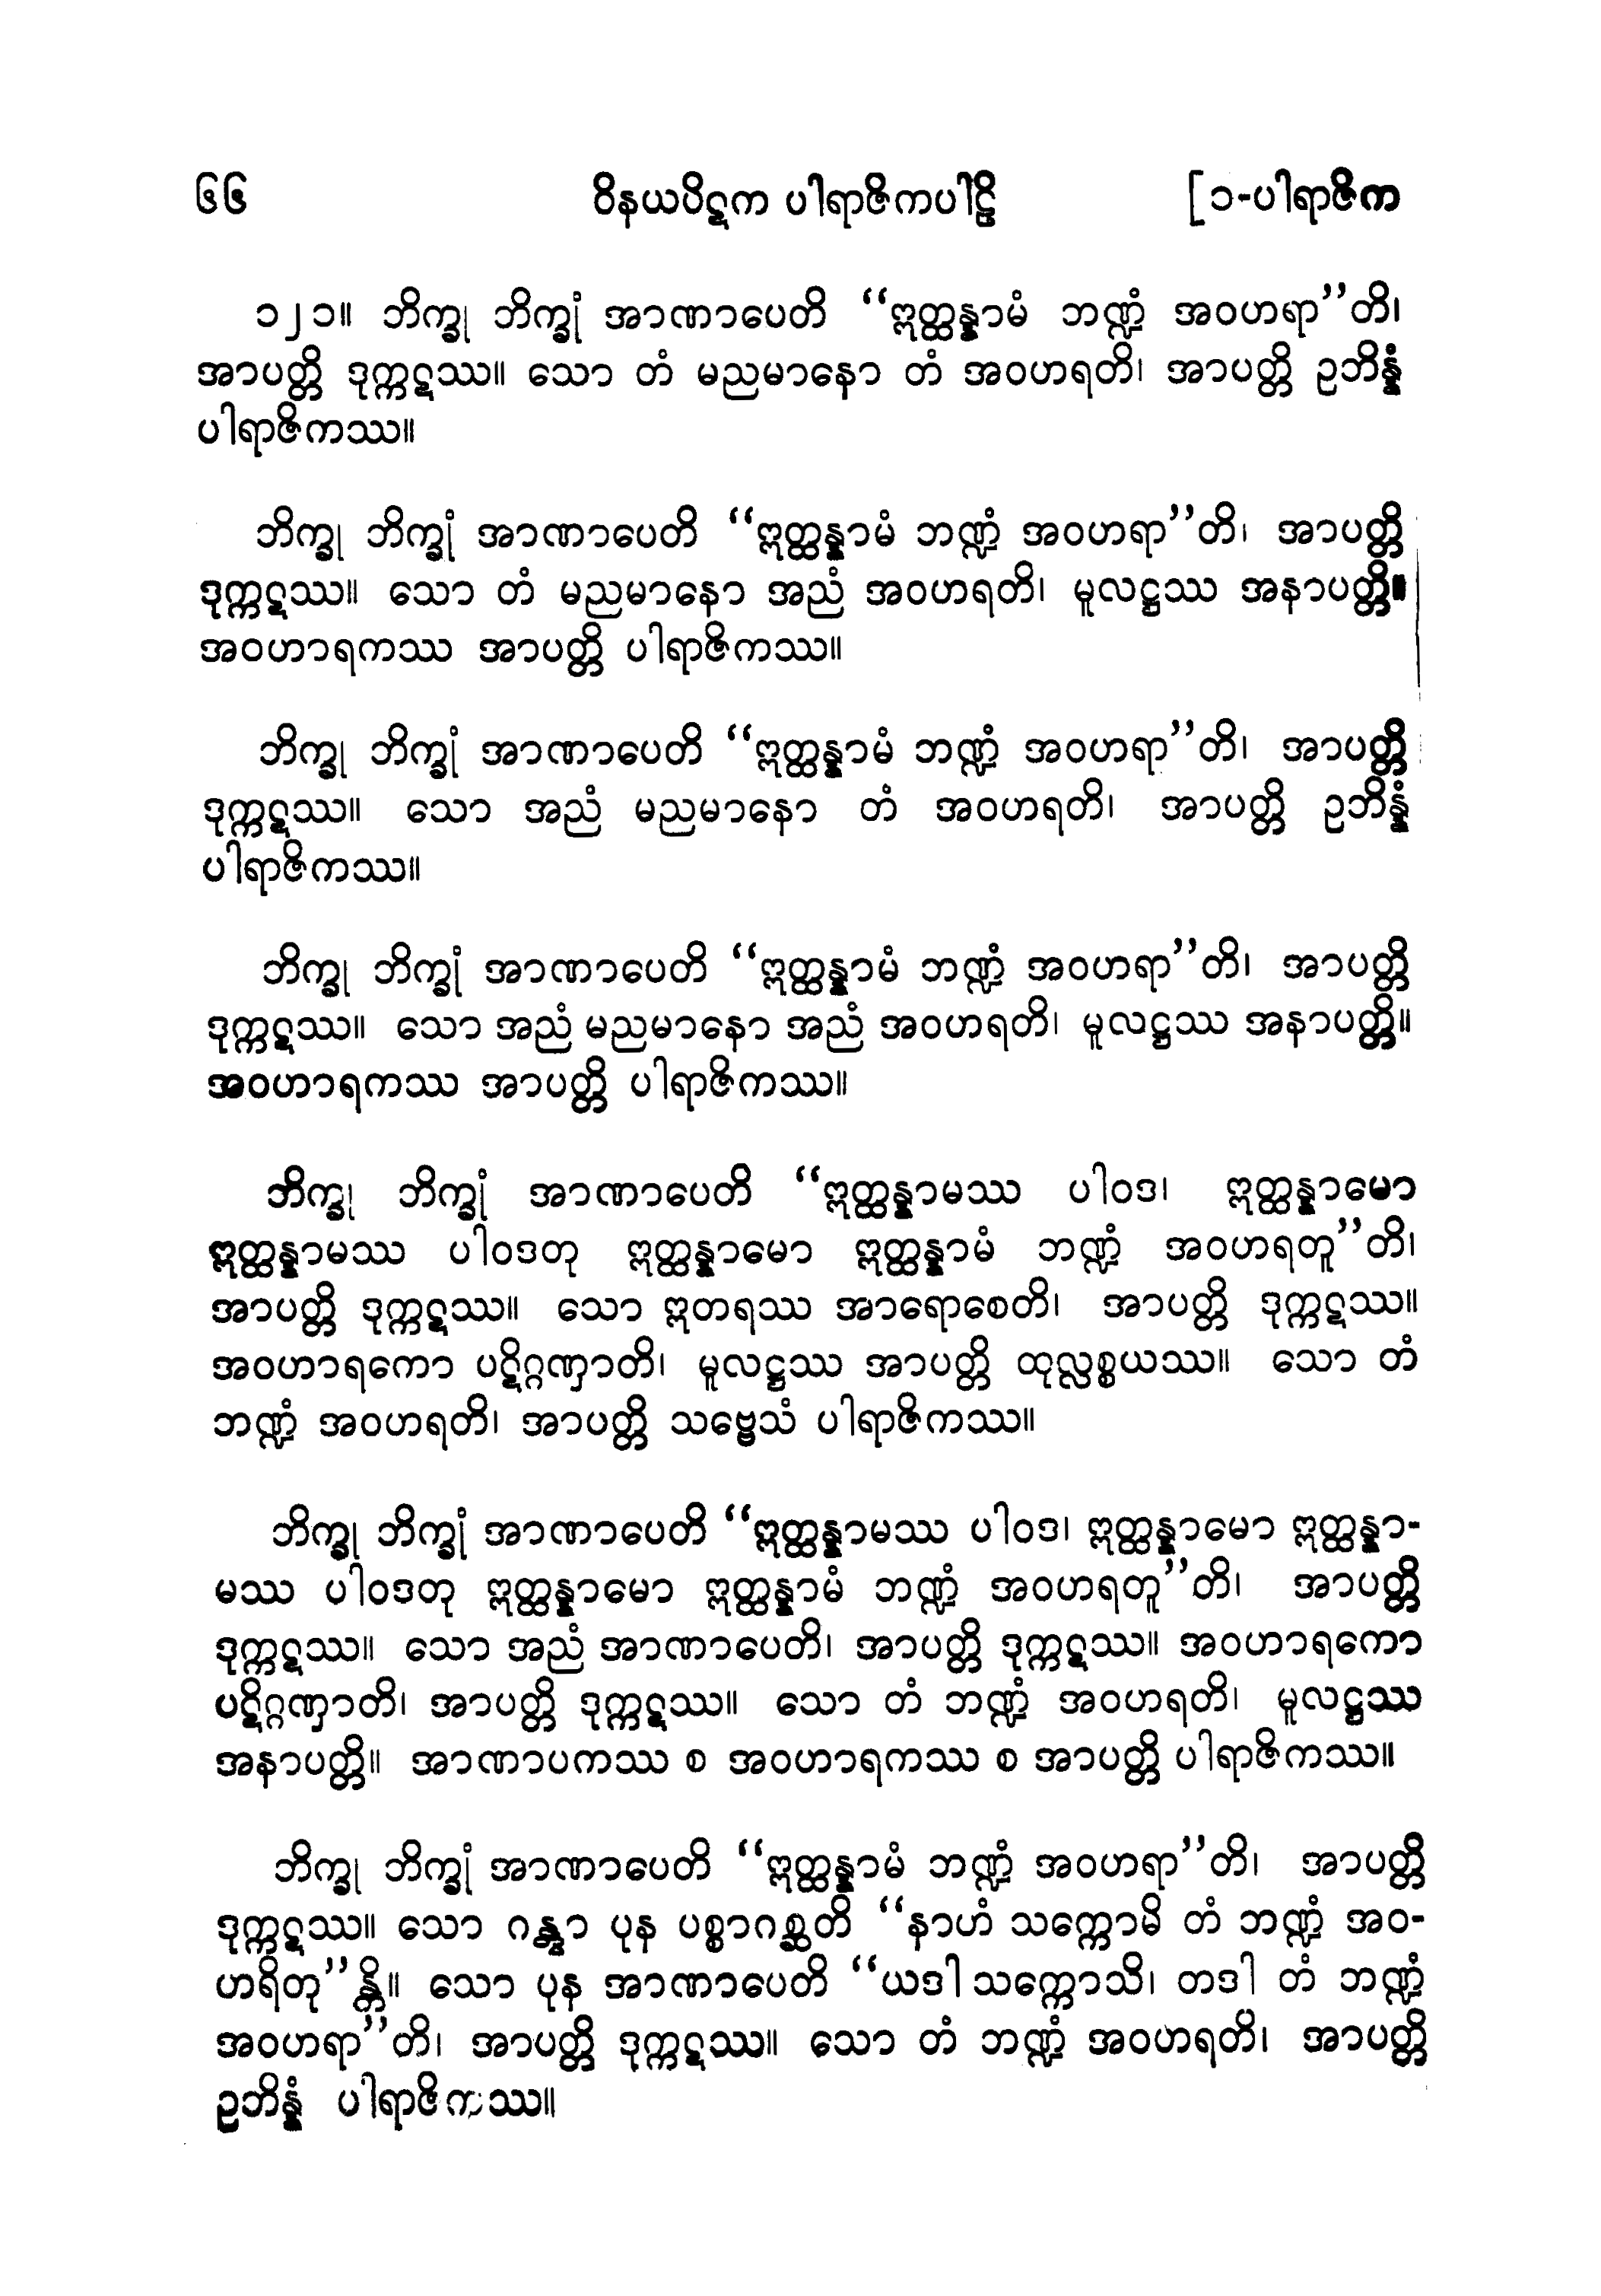 ၆၆ ဝိနယပိဋက ပါရာဇိကပါဠိ [၁-ပါရာဇိက
၁၂၁။ ဘိက္ခု ဘိက္ခုံ အာဏာပေတိ “ဣတ္ထန္နာမံ ဘဏ္ဍံ အဝဟရာ”တိ၊
အာပတ္တိ ဒုက္ကဋဿ။ သော တံ မညမာနော တံ အဝဟရတိ၊ အာပတ္တိ ဥဘိန္နံ
ပါရာဇိကဿ။
ဘိက္ခု ဘိက္ခုံ အာဏာပေတိ “ဣတ္ထန္နာမံ ဘဏ္ဍံ အဝဟရာ”တိ၊ အာပတ္တိ
ဒုက္ကဋဿ။ သော တံ မညမာနော အညံ အဝဟရတိ၊ မူလဋ္ဌဿ အနာပတ္တိ။
အဝဟာရကဿ အာပတ္တိ ပါရာဇိကဿ။
ဘိက္ခု ဘိက္ခုံ အာဏာပေတိ “ဣတ္ထန္နာမံ ဘဏ္ဍံ အဝဟရာ”တိ၊ အာပတ္တိ
ဒုက္ကဋဿ။ သော အညံ မညမာနော တံ အဝဟရတိ၊ အာပတ္တိ ဥဘိန္နံ
ပါရာဇိကဿ။
ဘိက္ခု ဘိက္ခုံ အာဏာပေတိ “ဣတ္ထန္နာမံ ဘဏ္ဍံ အဝဟရာ”တိ၊ အာပတ္တိ
ဒုက္ကဋဿ။ သော အညံ မညမာနော အညံ အဝဟရတိ၊ မူလဋ္ဌဿ အနာပတ္တိ။
အဝဟာရကဿ အာပတ္တိ ပါရာဇိကဿ။
ဘိက္ခု ဘိက္ခုံ အာဏာပေတိ “ဣတ္ထန္နာမဿ ပါဝဒ၊ ဣတ္ထန္နာမော
ဣတ္ထန္နာမဿ ပါဝဒတု ဣတ္ထန္နာမော ဣတ္ထန္နာမံ ဘဏ္ဍံ အဝဟရတူ”တိ၊
အာပတ္တိ ဒုက္ကဋဿ။ သော ဣတရဿ အာရောစေတိ၊ အာပတ္တိ ဒုက္ကဋဿ။
အဝဟာရကော ပဋိဂ္ဂဏှာတိ၊ မူလဋ္ဌဿ အာပတ္တိ ထုလ္လစ္စယဿ။ သော တံ
ဘဏ္ဍံ အဝဟရတိ၊ အာပတ္တိ သဗ္ဗေသံ ပါရာဇိကဿ။
ဘိက္ခု ဘိက္ခုံ အာဏာပေတိ “ဣတ္ထန္နာမဿ ပါဝဒ၊ ဣတ္ထန္နာမော ဣတ္ထန္နာ-
မဿ ပါဝဒတု ဣတ္ထန္နာမော ဣတ္ထန္နာမံ ဘဏ္ဍံ အဝဟရတူ”တိ၊ အာပတ္တိ
ဒုက္ကဋဿ။ သော အညံ အာဏာပေတိ၊ အာပတ္တိ ဒုက္ကဋဿ။ အဝဟာရကော
ပဋိဂ္ဂဏှာတိ၊ အာပတ္တိ ဒုက္ကဋဿ။ သော တံ ဘဏ္ဍံ အဝဟရတိ၊ မူလဋ္ဌဿ
အနာပတ္တိ။ အာဏာပကဿ စ အဝဟာရကဿ စ အာပတ္တိ ပါရာဇိကဿ။
ဘိက္ခု ဘိက္ခုံ အာဏာပေတိ “ဣတ္ထန္နာမံ ဘဏ္ဍံ အဝဟရာ”တိ၊ အာပတ္တိ
ဒုက္ကဋဿ။ သော ဂန္တွာ ပုန ပစ္စာဂစ္ဆတိ “နာဟံ သက္ကောမိ တံ ဘဏ္ဍံ အဝ-
ဟရိတု”န္တိ။ သော ပုန အာဏာပေတိ “ယဒါ သက္ကောသိ၊ တဒါ တံ ဘဏ္ဍံ
အဝဟရာ”တိ၊ အာပတ္တိ ဒုက္ကဋဿ။ သော တံ ဘဏ္ဍံ အဝဟရတိ၊ အာပတ္တိ
ဥဘိန္နံ ပါရာဇိကဿ။